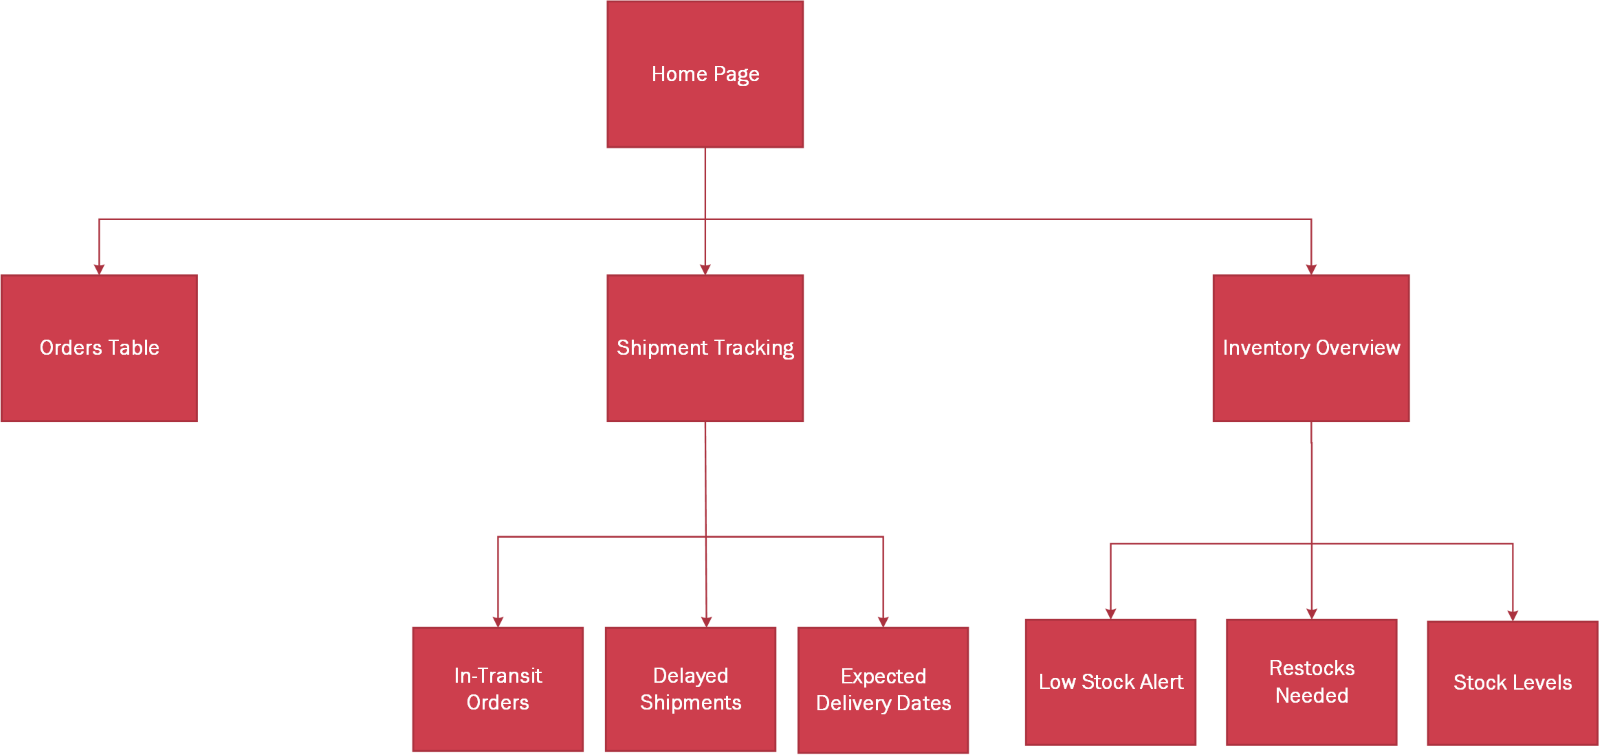 Home Page
Orders Table
Shipment Tracking
Inventory Overview
In-Transit
Orders
Delayed
Shipments
Expected
Delivery Dates
Low Stock Alert
Restocks
Needed
Stock Levels